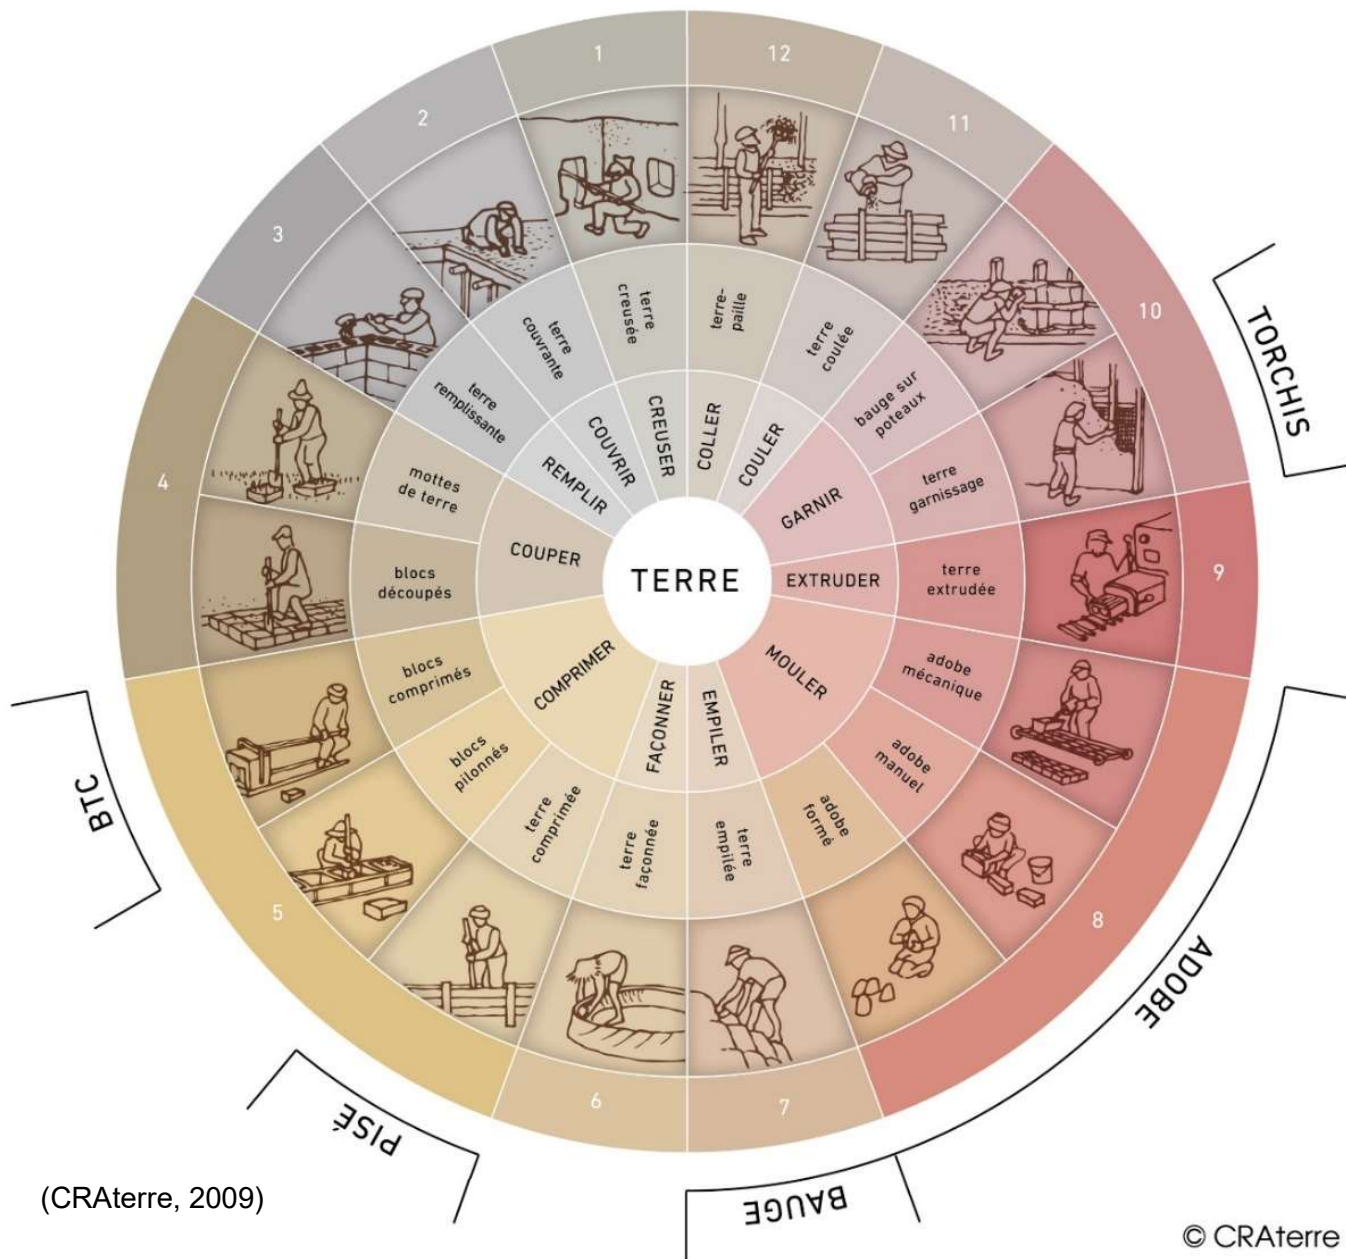 TERRE
CREUSER
COUVRIR
REMPLIR
COUPER
COMPRIMER
FAÇONNER
EMPILER
MOULER
EXTRUDER
GARNIR
COULER
COLLER
terre
creusée
terre
couvrante
terre
remplissante
mottes
de terre
blocs
découpés
blocs
comprimés
blocs
pilonnés
terre
comprimée
terre
façonnée
terre
empilée
adobe
formé
adobe
manuel
adobe
mécanique
terre
extrudée
terre
garnissage
bauge sur
poteaux
terre
coulée
terre-
paille
1
2
3
4
5
6
7
8
9
10
11
12
BTC
PISÉ
BAUGE
ADOBE
TORCHIS
(CRAterre, 2009)
© CRAterre